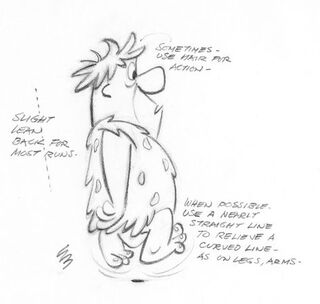 SOMETIMES -
USE HAIR FOR
ACTION -
SLIGHT
LEAN
BACK FOR
MOST RUNS.
WHEN POSSIBLE.
USE A NEARLY
STRAIGHT LINE
TO RELIEVE A
CURVED LINE -
AS ON LEGS, ARMS -